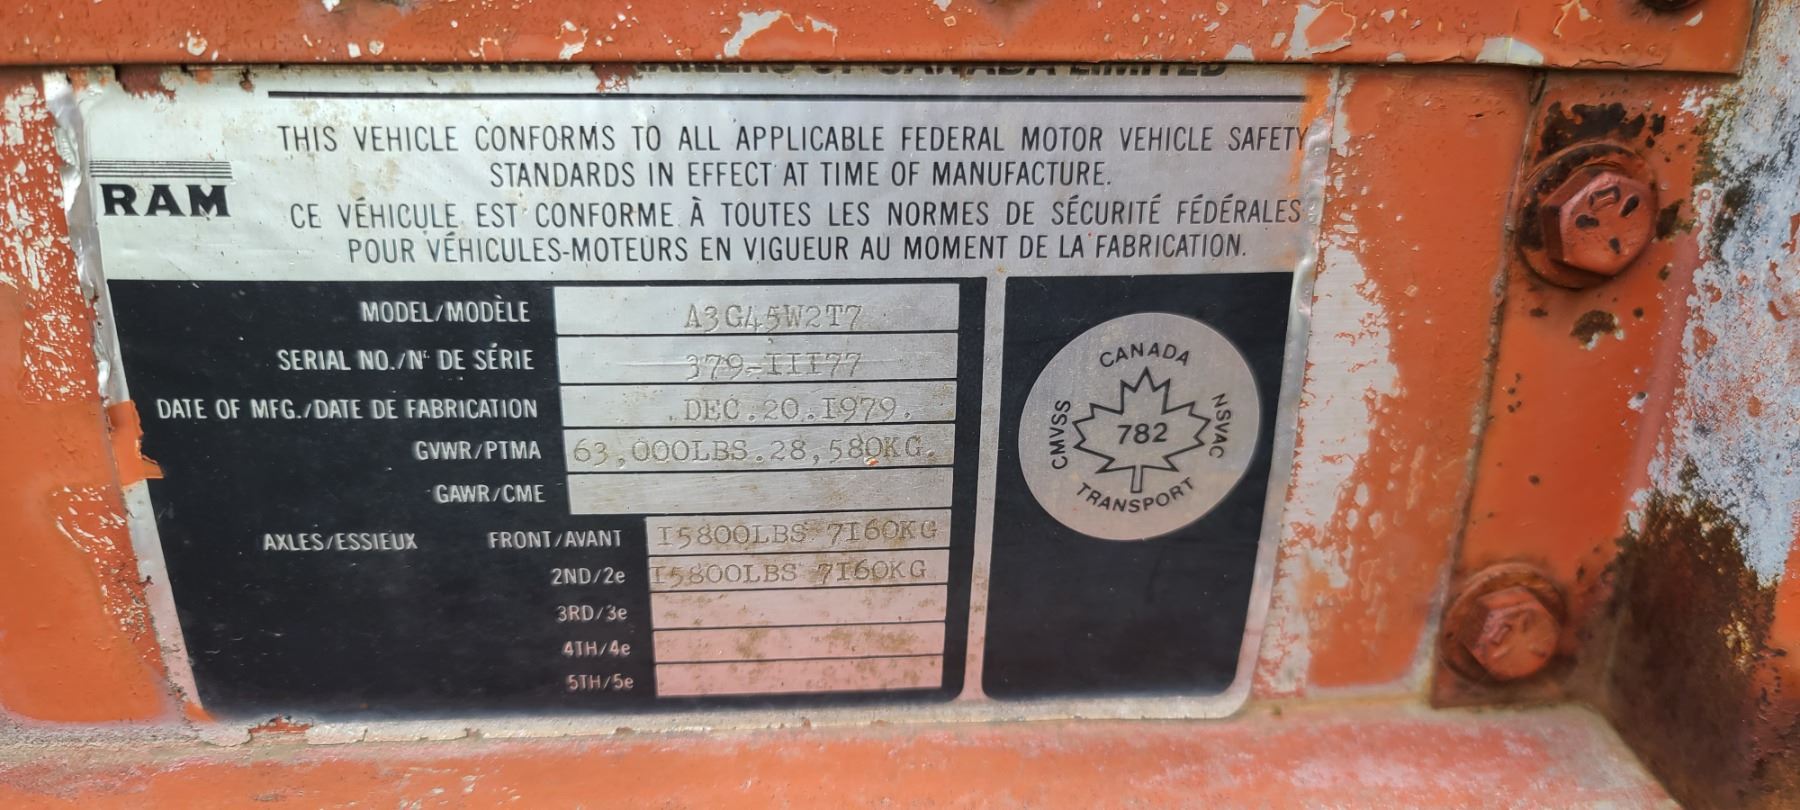 CANADA LIMITED
THIS VEHICLE CONFORMS TO ALL APPLICABLE FEDERAL MOTOR VEHICLE SAFETY
STANDARDS IN EFFECT AT TIME OF MANUFACTURE.
RAM
CE VÉHICULE EST CONFORME À TOUTES LES NORMES DE SÉCURITÉ FÉDÉRALES
POUR VÉHICULES-MOTEURS EN VIGUEUR AU MOMENT DE LA FABRICATION.
MODEL/MODÈLE A3G45W2T7
SERIAL NO./Nº DE SÉRIE 379-III77
DATE OF MFG./DATE DE FABRICATION DEC.20.I979.
GVWR/PTMA 63,000LBS.28,580KG.
GAWR/CME
AXLES/ESSIEUX FRONT/AVANT I5800LBS 7I60KG
2ND/2e I5800LBS 7I60KG
3RD/3e
4TH/4e
5TH/5e
CANADA
CMVSS
782
NSVAC
TRANSPORT